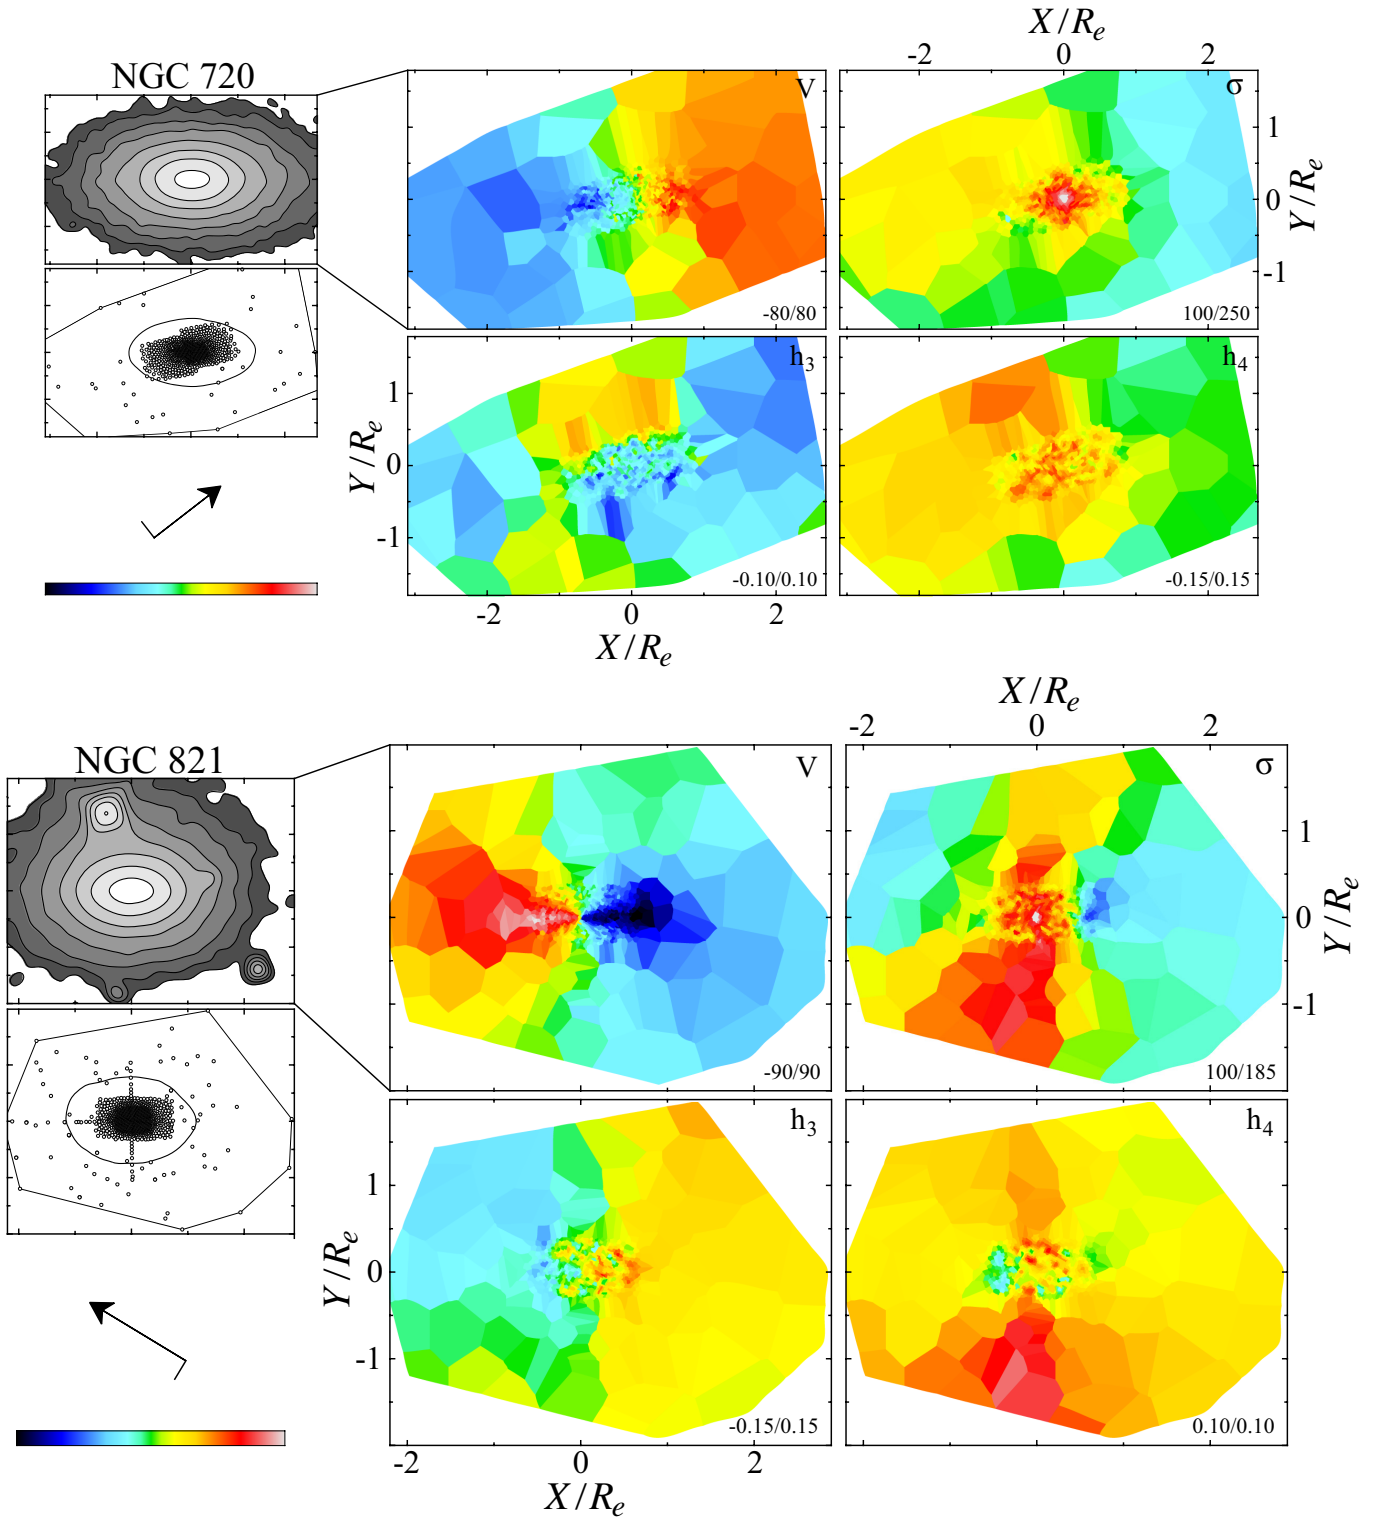 X/Rₑ
-2 0 2
NGC 720
V
σ
1
0
-1
Y/Rₑ
-80/80
100/250
h₃
h₄
1
0
-1
Y/Rₑ
-0.10/0.10
-0.15/0.15
-2 0 2
X/Rₑ
X/Rₑ
-2 0 2
NGC 821
V
σ
1
0
-1
Y/Rₑ
-90/90
100/185
h₃
h₄
1
0
-1
Y/Rₑ
-0.15/0.15
0.10/0.10
-2 0 2
X/Rₑ